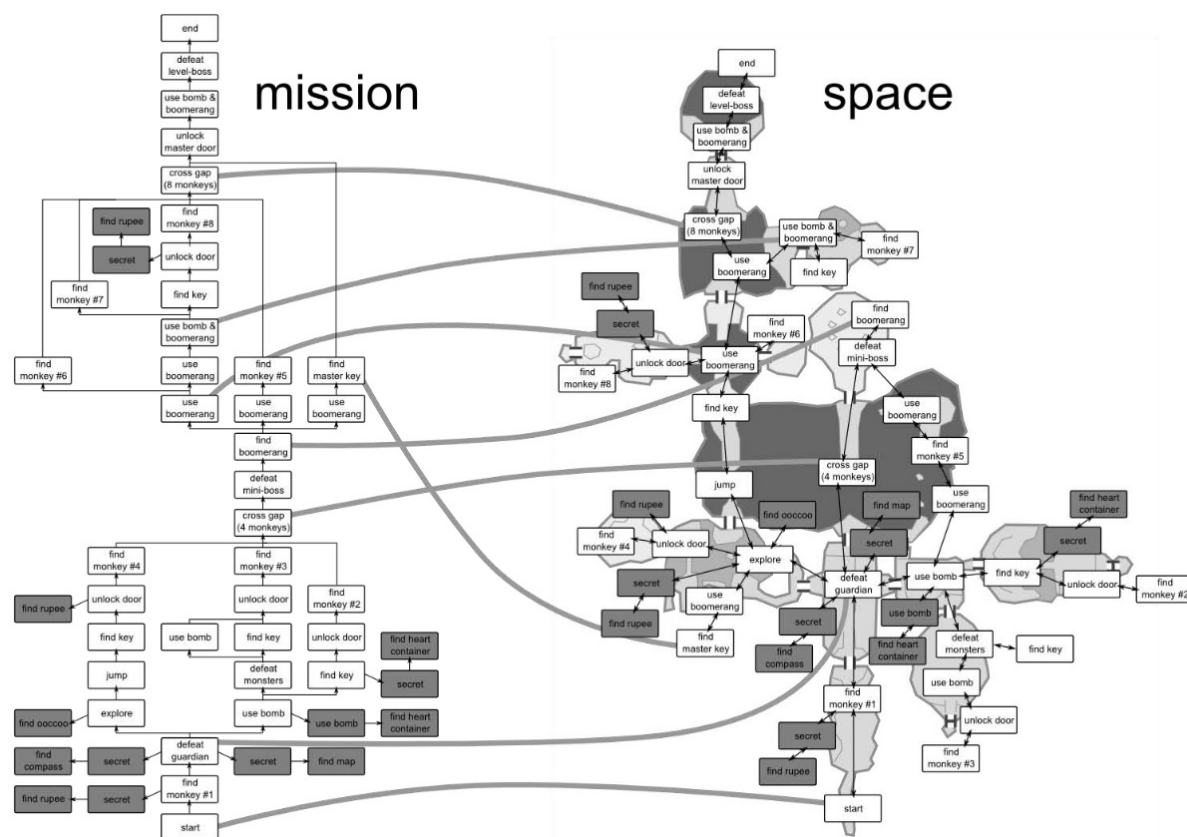 mission
space
end
defeat
level-boss
use bomb &
boomerang
unlock
master door
cross gap
(8 monkeys)
find rupee
find
monkey #8
secret
unlock door
find
monkey #7
find key
use bomb &
boomerang
find
monkey #6
use
boomerang
find
monkey #5
find
master key
use
boomerang
use
boomerang
use
boomerang
find
boomerang
defeat
mini-boss
cross gap
(4 monkeys)
find
monkey #4
find
monkey #3
find
monkey #2
find rupee
unlock door
unlock door
find key
use bomb
find key
unlock door
find heart
container
jump
defeat
monsters
find key
secret
find ooccoo
explore
use bomb
use bomb
find heart
container
find
compass
secret
defeat
guardian
secret
find map
find rupee
secret
find
monkey #1
start
end
defeat
level-boss
use bomb &
boomerang
unlock
master door
cross gap
(8 monkeys)
use bomb &
boomerang
find
monkey #7
use
boomerang
find key
find rupee
secret
find
monkey #6
find
boomerang
unlock door
use
boomerang
defeat
mini-boss
find
monkey #8
find key
use
boomerang
find
monkey #5
jump
cross gap
(4 monkeys)
use
boomerang
find rupee
find ooccoo
find map
find heart
container
find
monkey #4
unlock door
explore
secret
secret
secret
defeat
guardian
use bomb
find key
unlock door
find
monkey #2
use
boomerang
find rupee
secret
use bomb
find
master key
find
compass
find heart
container
defeat
monsters
find key
use bomb
find
monkey #1
unlock door
secret
find
monkey #3
find rupee
start